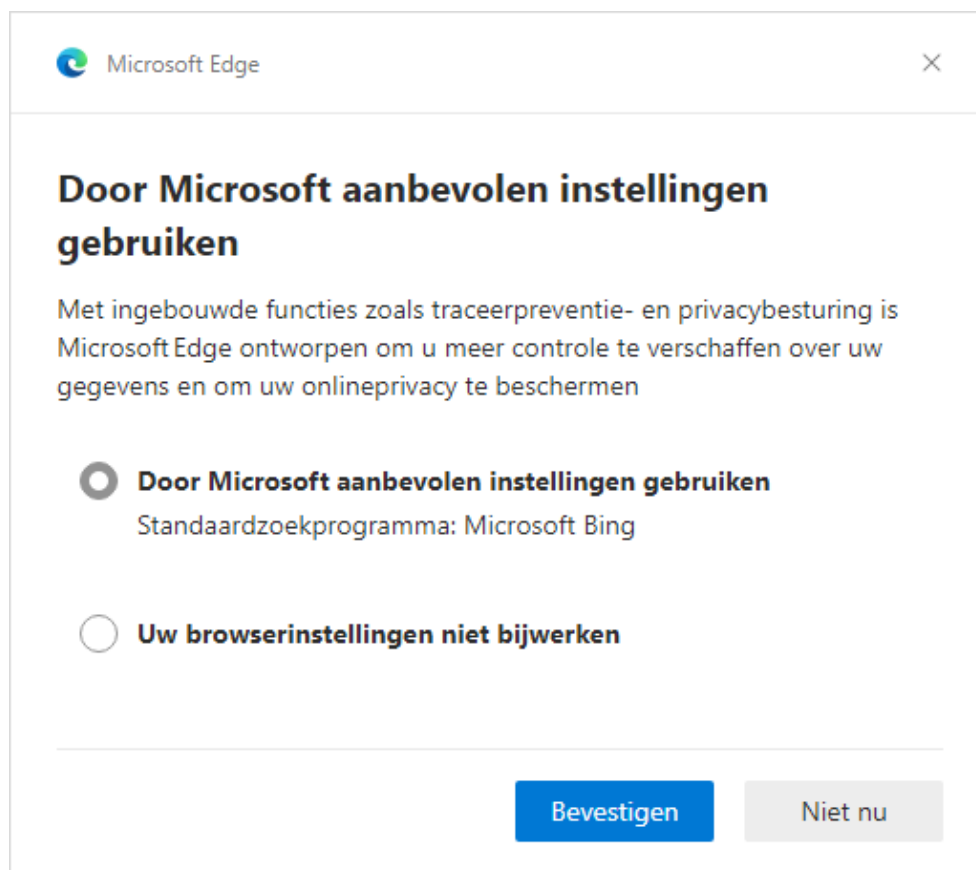 Microsoft Edge
Door Microsoft aanbevolen instellingen
gebruiken
Met ingebouwde functies zoals traceerpreventie- en privacybesturing is
Microsoft Edge ontworpen om u meer controle te verschaffen over uw
gegevens en om uw onlineprivacy te beschermen
Door Microsoft aanbevolen instellingen gebruiken
Standaardzoekprogramma: Microsoft Bing
Uw browserinstellingen niet bijwerken
Bevestigen
Niet nu